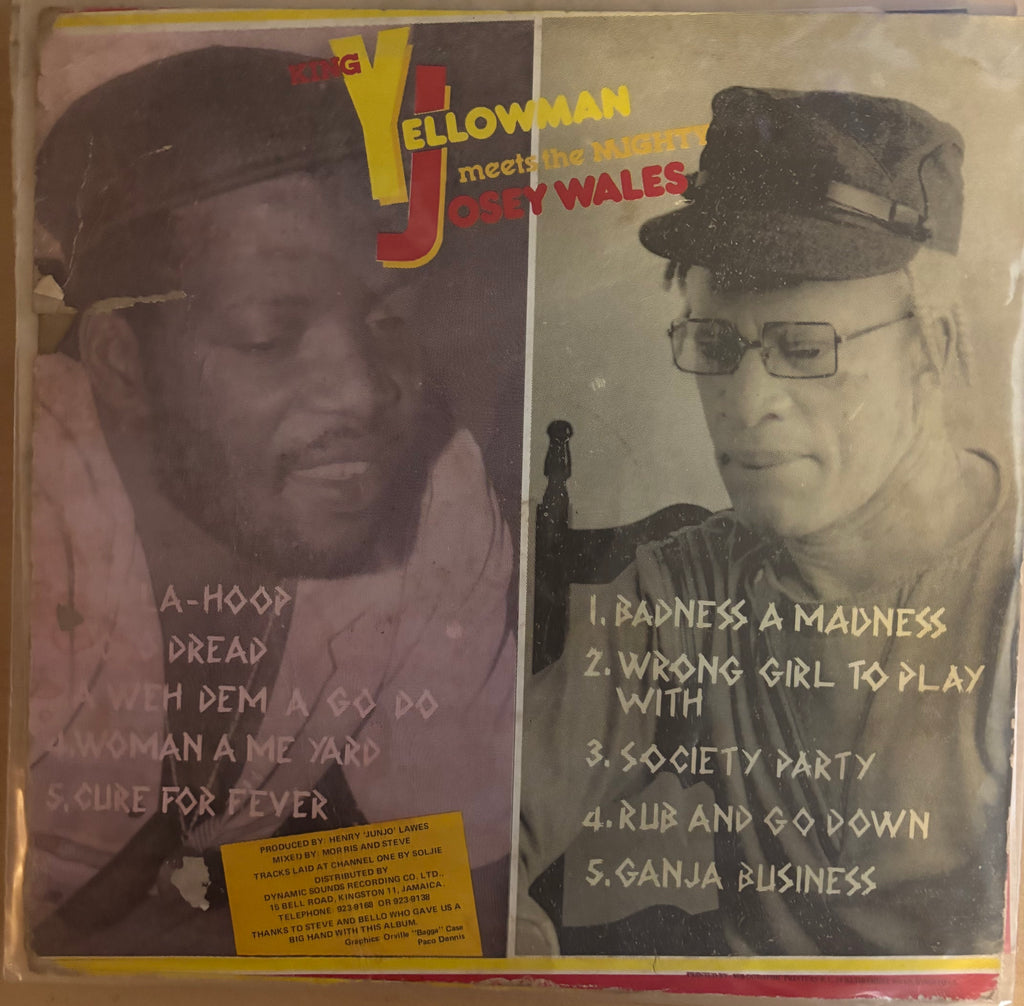 KING
YELLOWMAN
meets the MIGHTY
JOSEY WALES
A-HOOP
DREAD
A WEH DEM A GO DO
4. WOMAN A ME YARD
5. CURE FOR FEVER
1. BADNESS A MADNESS
2. WRONG GIRL TO PLAY
WITH
3. SOCIETY PARTY
4. RUB AND GO DOWN
5. GANJA BUSINESS
PRODUCED BY: HENRY 'JUNJO' LAWES
MIXED BY: MORRIS AND STEVE
TRACKS LAID AT CHANNEL ONE BY SOLJIE
DISTRIBUTED BY
DYNAMIC SOUNDS RECORDING CO. LTD.,
15 BELL ROAD, KINGSTON 11, JAMAICA.
TELEPHONE: 923-9168 OR 923-9138
THANKS TO STEVE AND BELLO WHO GAVE US A
BIG HAND WITH THIS ALBUM.
Graphics: Orville "Bagga" Case
Paco Dennis